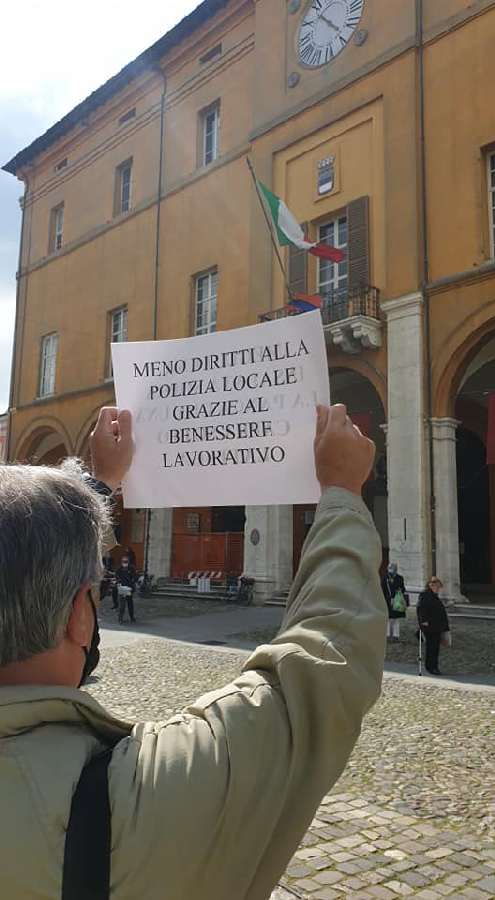 MENO DIRITTI ALLA
POLIZIA LOCALE
GRAZIE AL
BENESSERE
LAVORATIVO